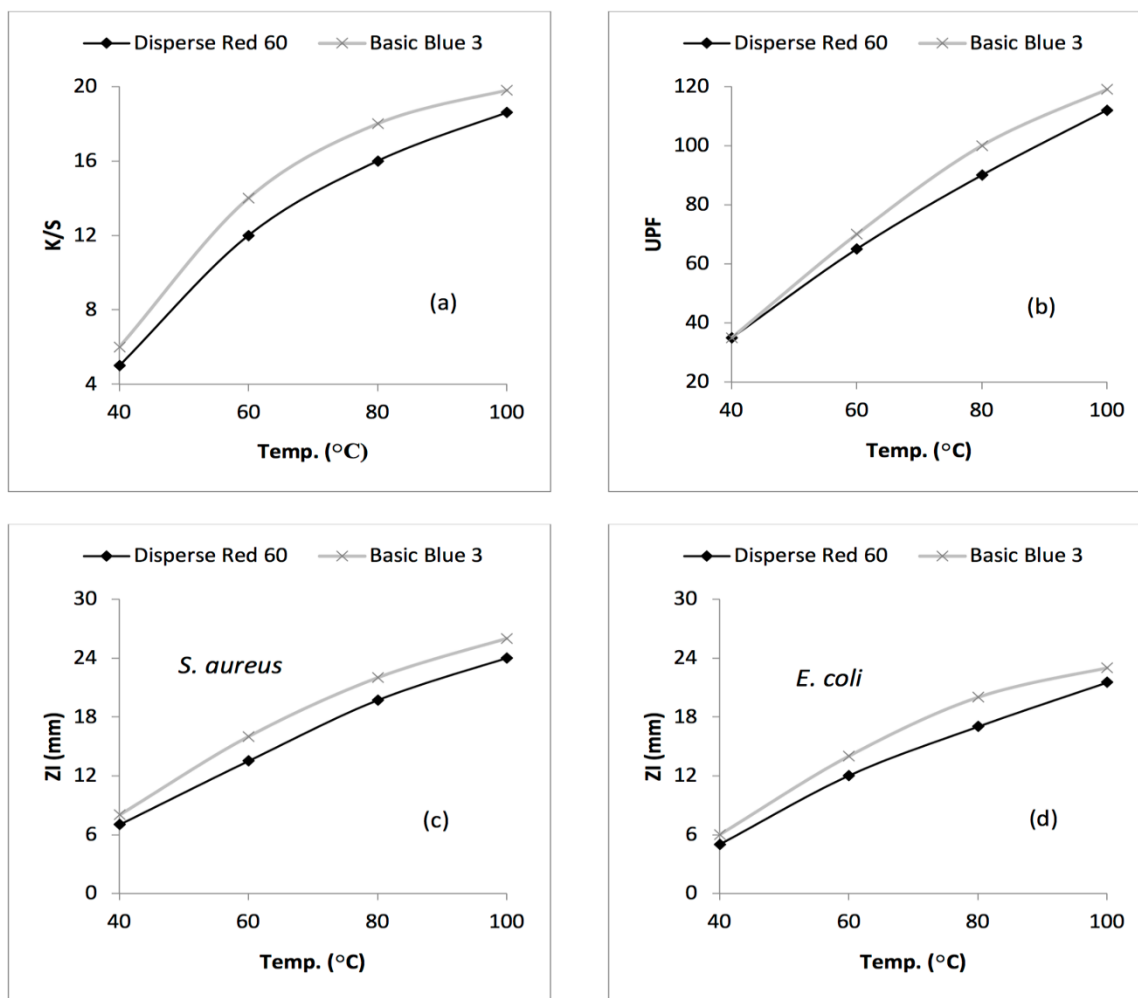 Disperse Red 60 Basic Blue 3
20
16
12
8
4
K/S
(a)
40 60 80 100
Temp. (°C)
Disperse Red 60 Basic Blue 3
120
100
80
60
40
20
UPF
(b)
40 60 80 100
Temp. (°C)
Disperse Red 60 Basic Blue 3
30
24
18
12
6
0
ZI (mm)
S. aureus
(c)
40 60 80 100
Temp. (°C)
Disperse Red 60 Basic Blue 3
30
24
18
12
6
0
ZI (mm)
E. coli
(d)
40 60 80 100
Temp. (°C)